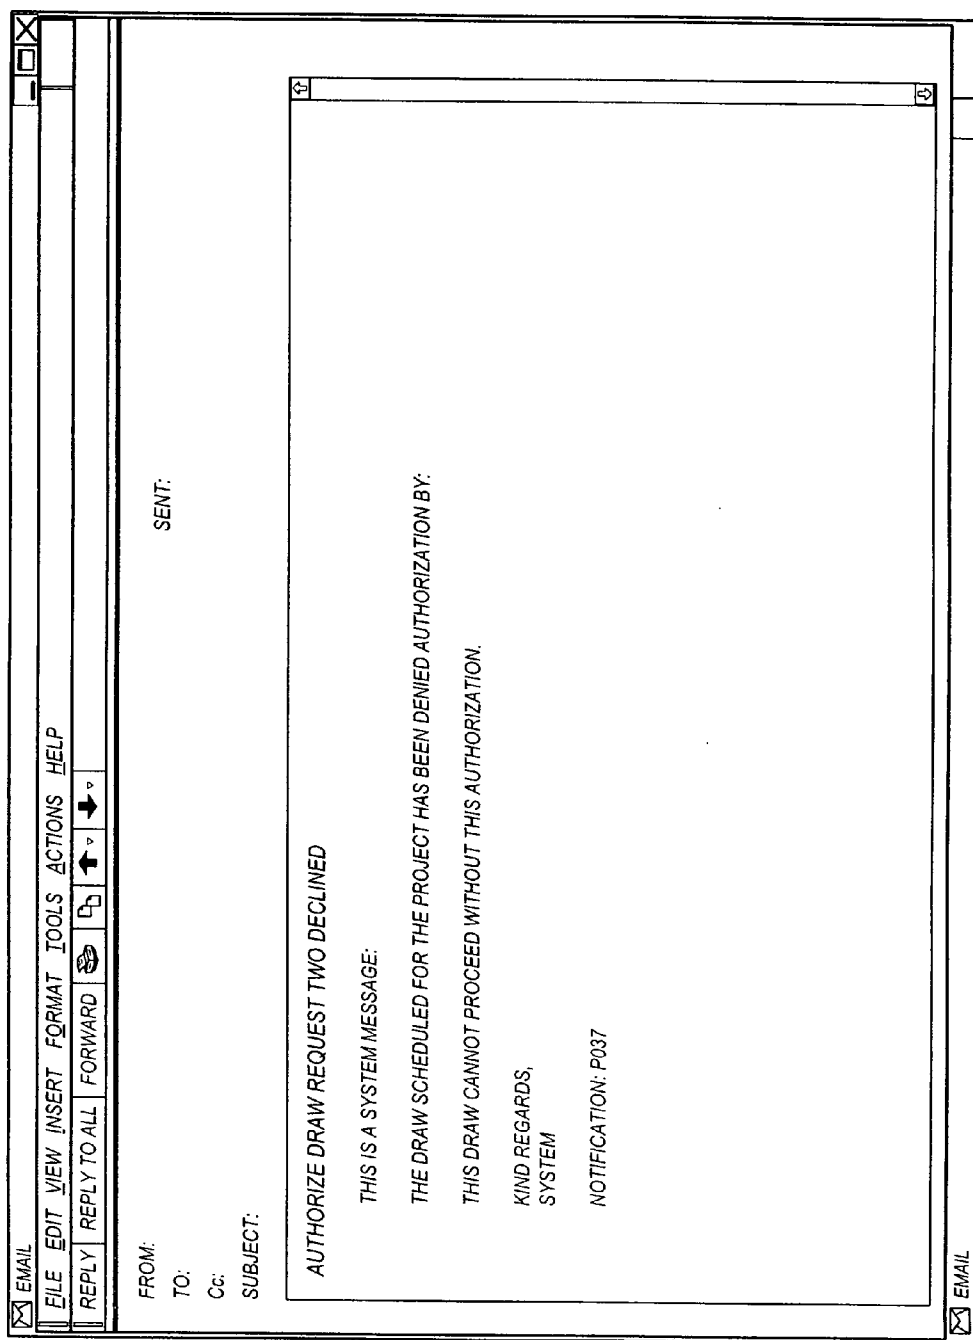 EMAIL
FILE EDIT VIEW INSERT FORMAT TOOLS ACTIONS HELP
REPLY REPLY TO ALL FORWARD
FROM:
SENT:
TO:
Cc:
SUBJECT:
AUTHORIZE DRAW REQUEST TWO DECLINED
THIS IS A SYSTEM MESSAGE:
THE DRAW SCHEDULED FOR THE PROJECT HAS BEEN DENIED AUTHORIZATION BY:
THIS DRAW CANNOT PROCEED WITHOUT THIS AUTHORIZATION.
KIND REGARDS,
SYSTEM
NOTIFICATION: P037
EMAIL